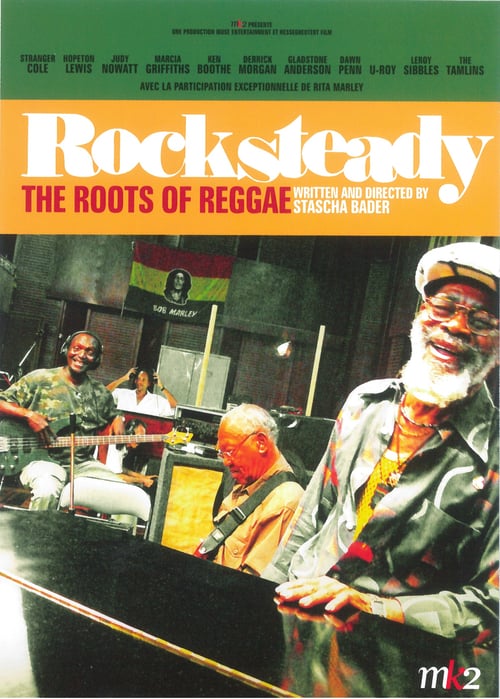 mk2 PRÉSENTE
UNE PRODUCTION MUSE ENTERTAINMENT ET HESSEGREUTERT FILM
STRANGER COLE HOPETON LEWIS JUDY NOWATT MARCIA GRIFFITHS KEN BOOTHE DERRICK MORGAN GLADSTONE ANDERSON DAWN PENN U-ROY LEROY SIBBLES THE TAMLINS
AVEC LA PARTICIPATION EXCEPTIONNELLE DE RITA MARLEY
Rocksteady
THE ROOTS OF REGGAE
WRITTEN AND DIRECTED BY
STASCHA BADER
BOB MARLEY
mk2